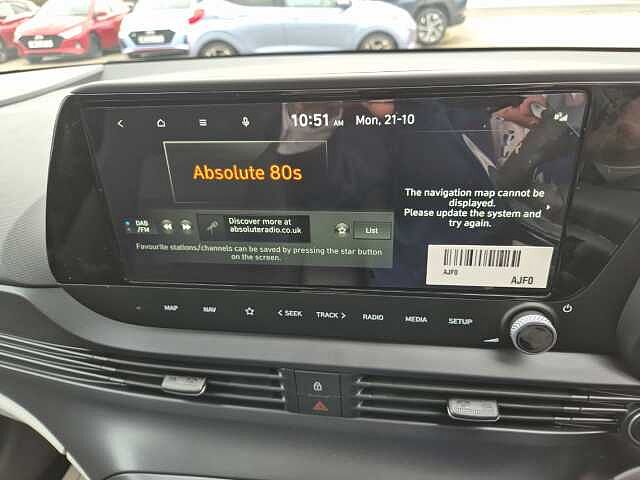 10:51 AM Mon, 21-10
Absolute 80s
DAB
/FM
Discover more at
absoluteradio.co.uk
List
Favourite stations/channels can be saved by pressing the star button
on the screen.
The navigation map cannot be
displayed.
Please update the system and
try again.
AJF0
AJF0
MAP NAV SEEK TRACK RADIO MEDIA SETUP